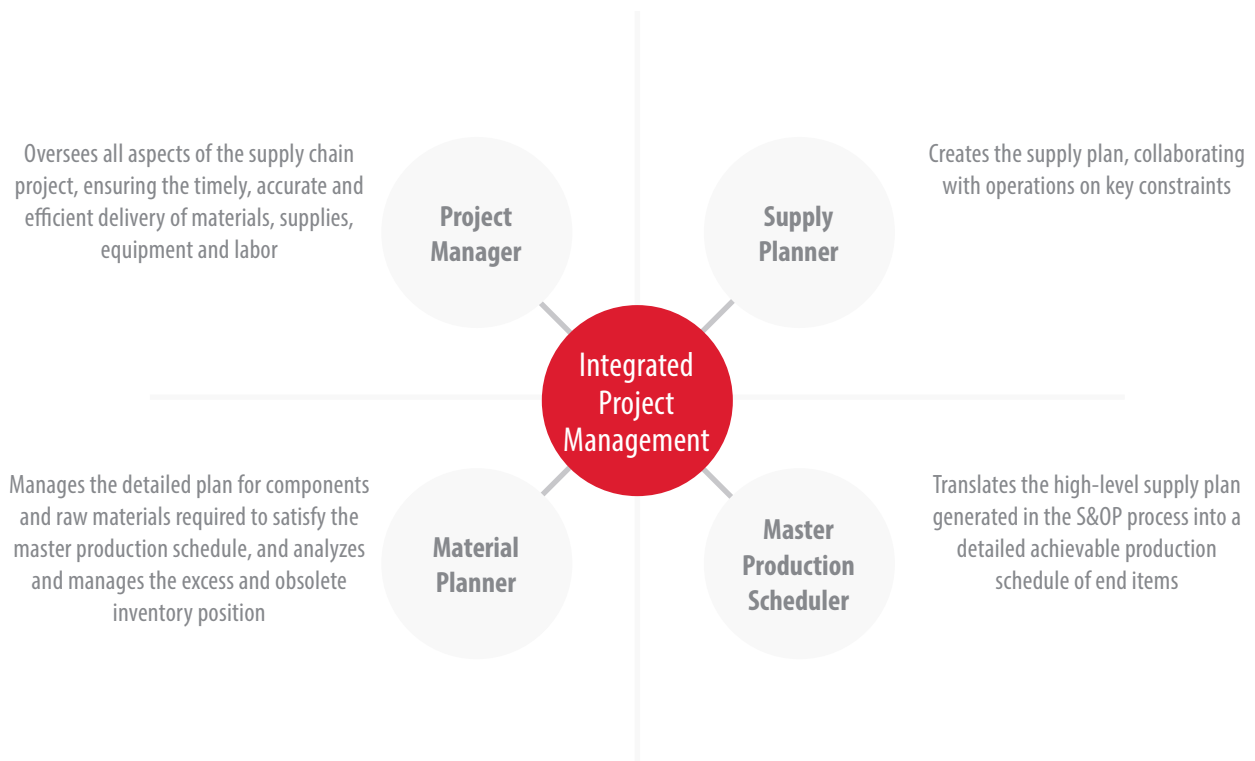 Oversees all aspects of the supply chain
project, ensuring the timely, accurate and
efficient delivery of materials, supplies,
equipment and labor
Project
Manager
Supply
Planner
Creates the supply plan, collaborating
with operations on key constraints
Integrated
Project
Management
Manages the detailed plan for components
and raw materials required to satisfy the
master production schedule, and analyzes
and manages the excess and obsolete
inventory position
Material
Planner
Master
Production
Scheduler
Translates the high-level supply plan
generated in the S&OP process into a
detailed achievable production
schedule of end items